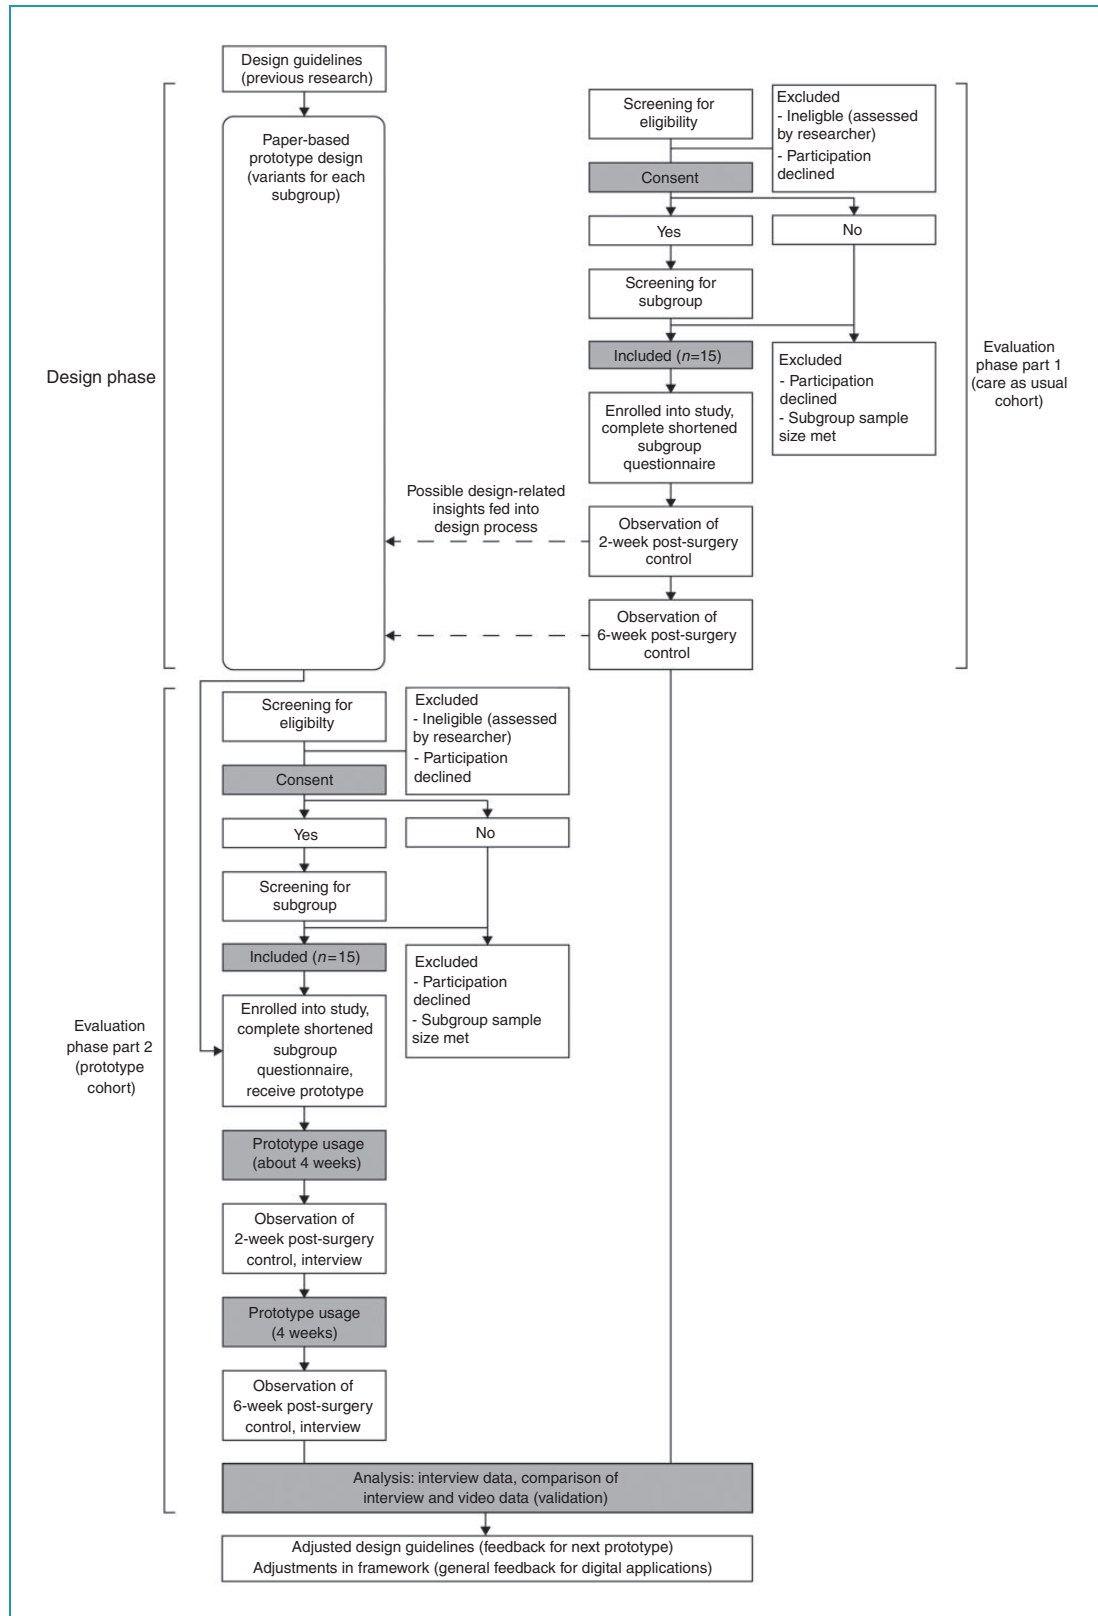 Design guidelines
(previous research)
Design phase
Paper-based
prototype design
(variants for each
subgroup)
Screening for
eligibility
Excluded
- Ineligble (assessed
by researcher)
- Participation
declined
Consent
Yes
No
Screening for
subgroup
Included (n=15)
Excluded
- Participation
declined
- Subgroup sample
size met
Evaluation
phase part 1
(care as usual
cohort)
Enrolled into study,
complete shortened
subgroup
questionnaire
Possible design-related
insights fed into
design process
Observation of
2-week post-surgery
control
Observation of
6-week post-surgery
control
Screening for
eligibilty
Excluded
- Ineligible (assessed
by researcher)
- Participation
declined
Consent
Yes
No
Screening for
subgroup
Included (n=15)
Excluded
- Participation
declined
- Subgroup sample
size met
Evaluation
phase part 2
(prototype
cohort)
Enrolled into study,
complete shortened
subgroup
questionnaire,
receive prototype
Prototype usage
(about 4 weeks)
Observation of
2-week post-surgery
control, interview
Prototype usage
(4 weeks)
Observation of
6-week post-surgery
control, interview
Analysis: interview data, comparison of
interview and video data (validation)
Adjusted design guidelines (feedback for next prototype)
Adjustments in framework (general feedback for digital applications)